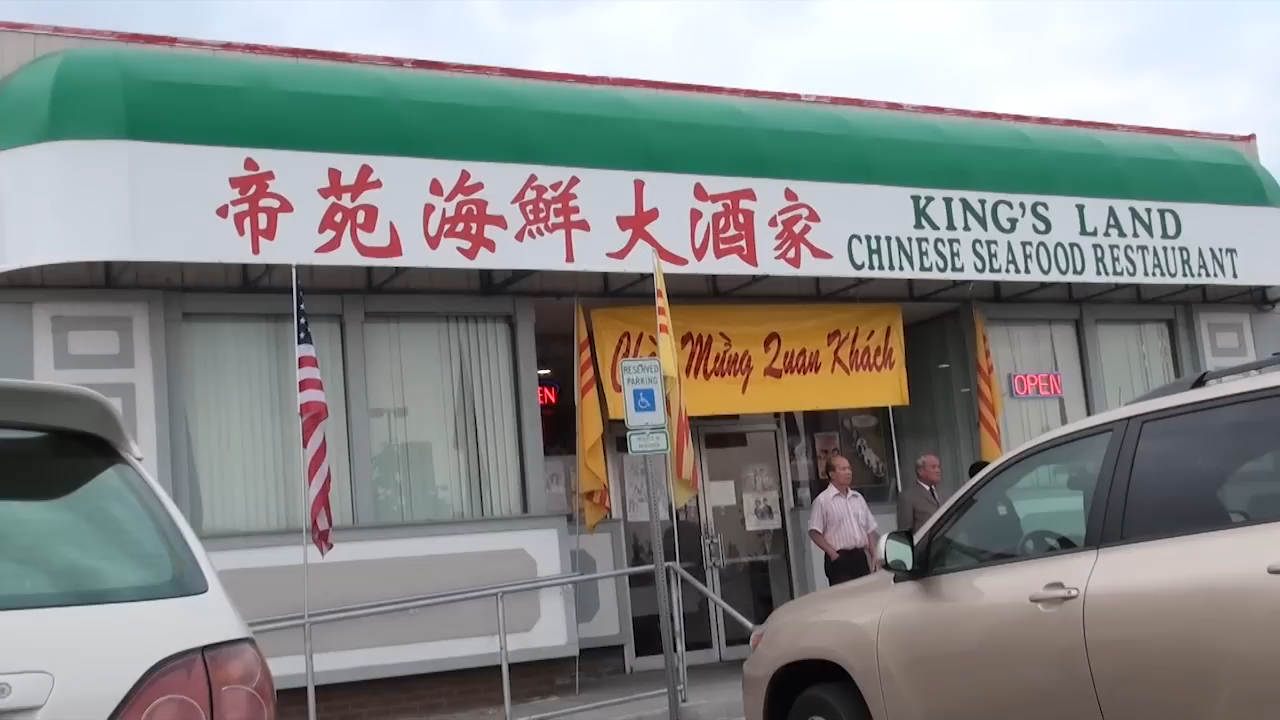 帝苑海鮮大酒家
KING'S LAND
CHINESE SEAFOOD RESTAURANT
Mừng Quan Khách
RESERVED
PARKING
OPEN